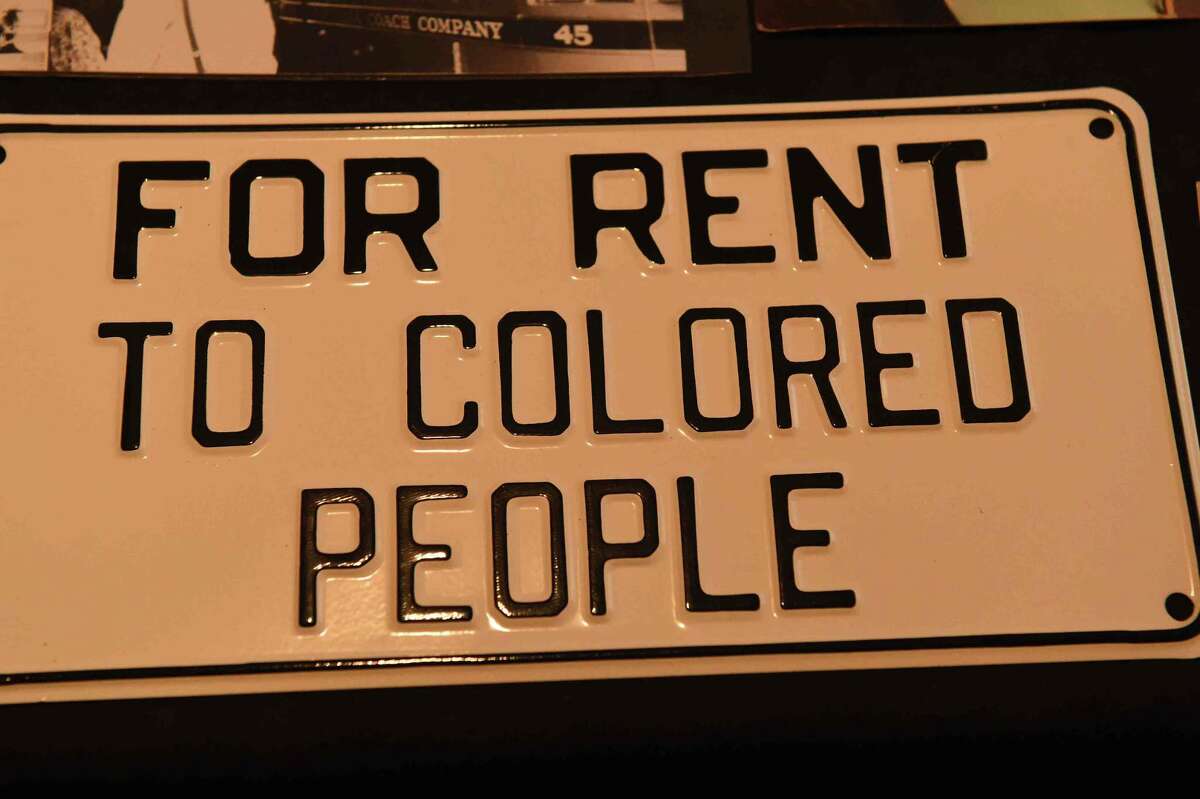 COACH COMPANY 45
FOR RENT
TO COLORED
PEOPLE